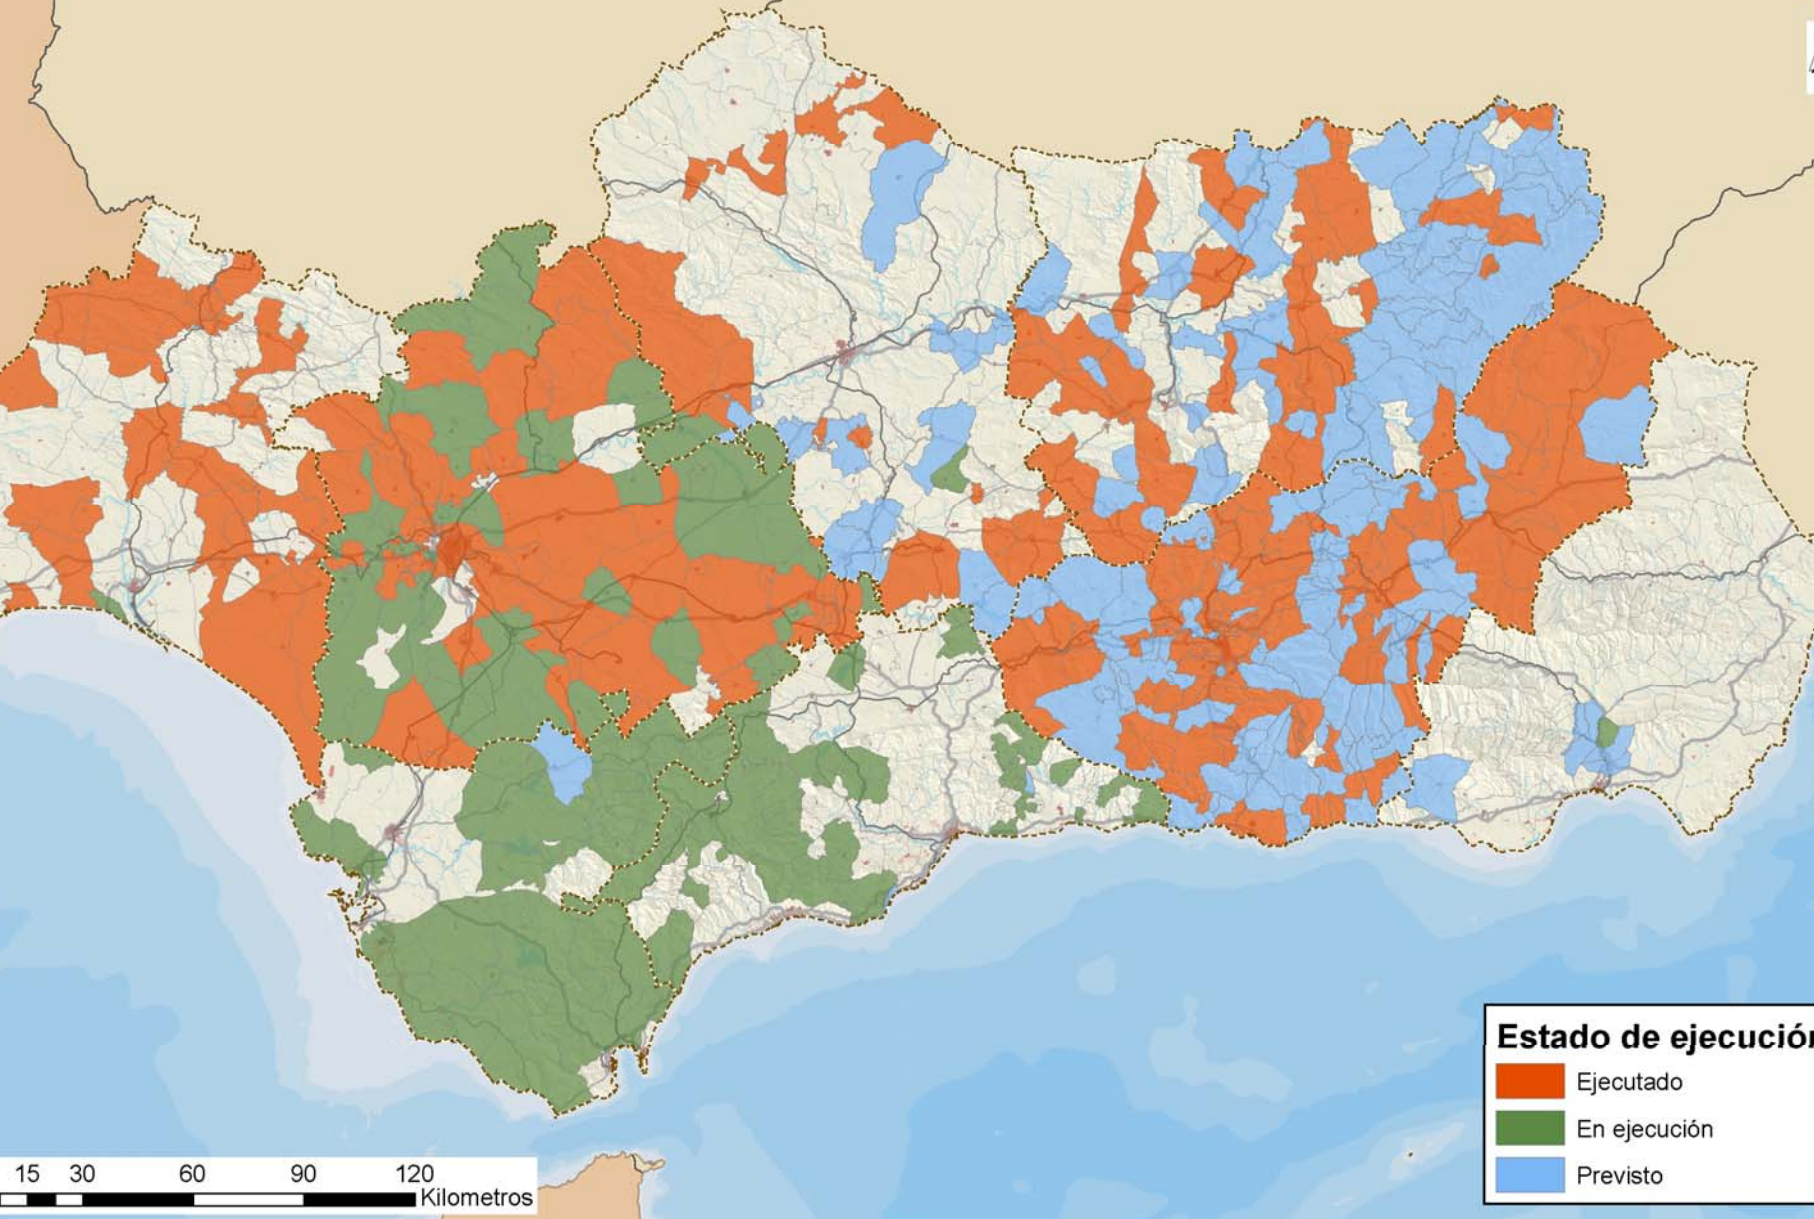 Estado de ejecución
Ejecutado
En ejecución
Previsto
15 30 60 90 120
Kilometros